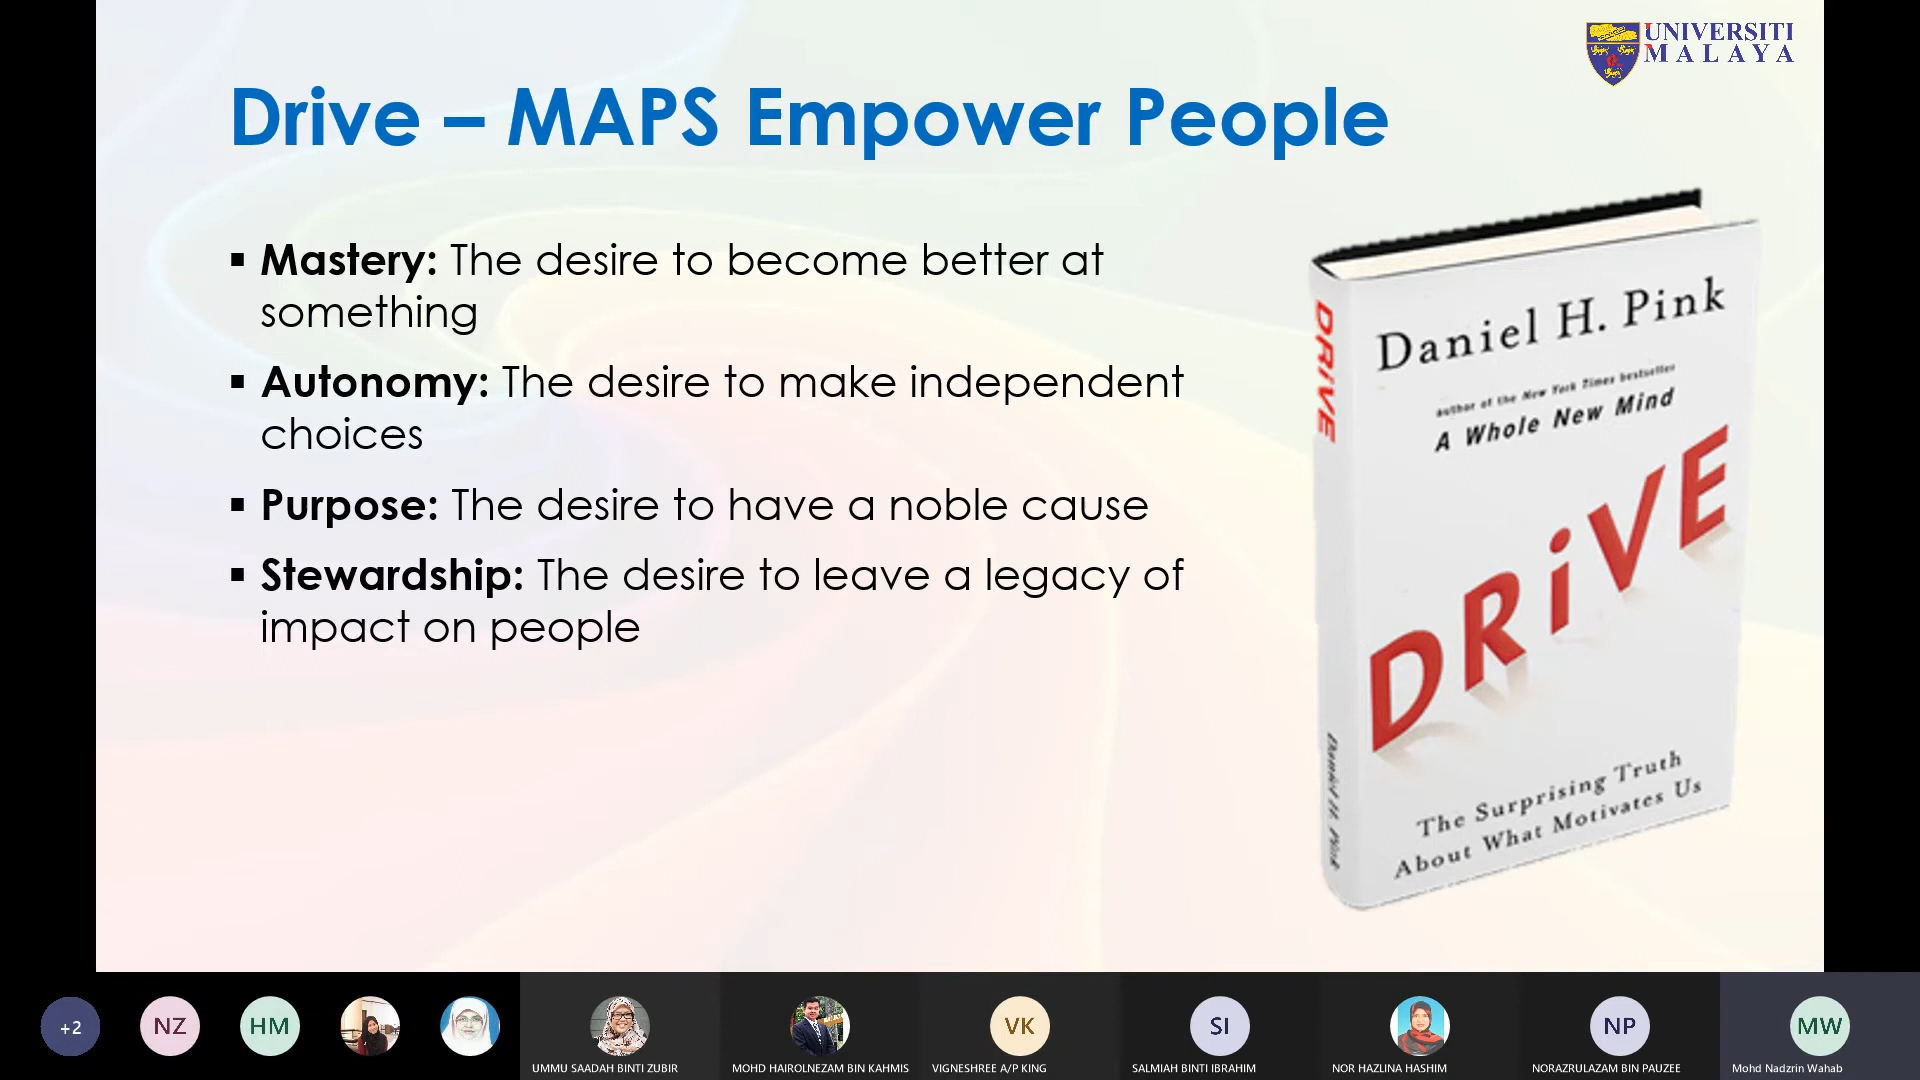 UNIVERSITI
MALAYA
Drive – MAPS Empower People
▪ Mastery: The desire to become better at
something
▪ Autonomy: The desire to make independent
choices
▪ Purpose: The desire to have a noble cause
▪ Stewardship: The desire to leave a legacy of
impact on people
DRiVE
Daniel H. Pink
Daniel H. Pink
author of the New York Times bestseller
A Whole New Mind
DRiVE
The Surprising Truth
About What Motivates Us
+2
NZ
HM
VK
SI
NP
MW
UMMU SAADAH BINTI ZUBIR
MOHD HAIROLNEZAM BIN KAHMIS
VIGNESHREE A/P KING
SALMIAH BINTI IBRAHIM
NOR HAZLINA HASHIM
NORAZRULAZAM BIN PAUZEE
Mohd Nadzrin Wahab